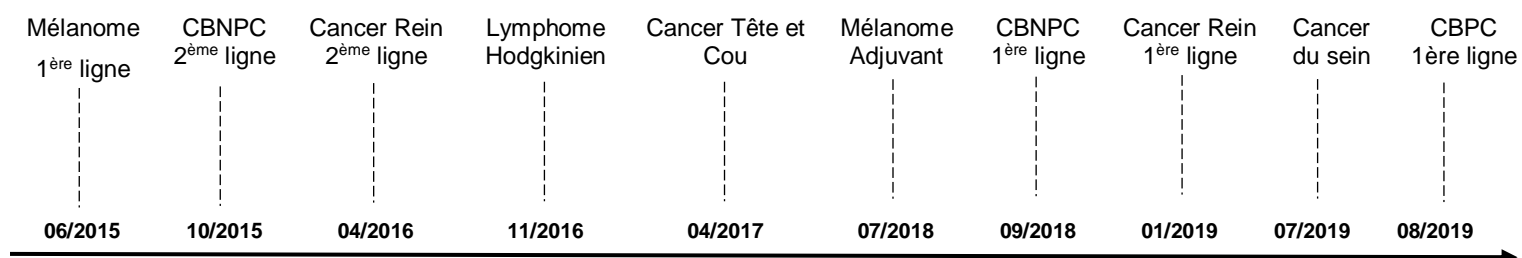 Mélanome
1ère ligne
CBNPC
2ème ligne
Cancer Rein
2ème ligne
Lymphome
Hodgkinien
Cancer Tête et
Cou
Mélanome
Adjuvant
CBNPC
1ère ligne
Cancer Rein
1ère ligne
Cancer
du sein
CBPC
1ère ligne
06/2015
10/2015
04/2016
11/2016
04/2017
07/2018
09/2018
01/2019
07/2019
08/2019